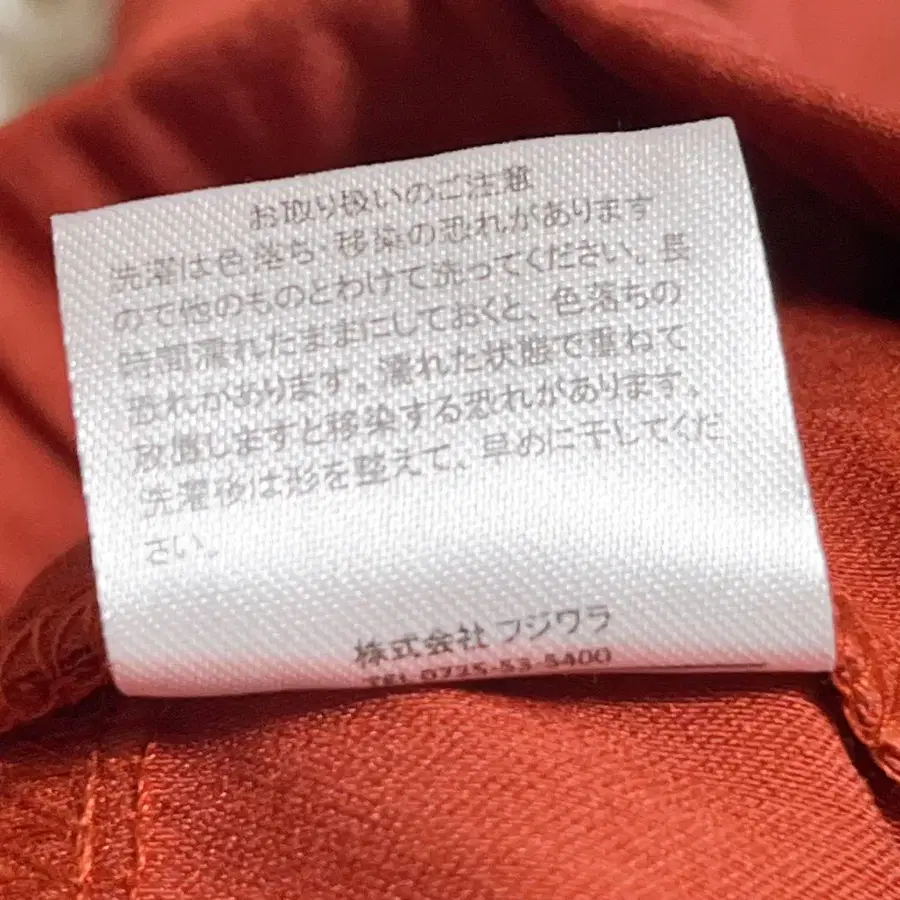 お取り扱いのご注意
洗濯は色落ち、移染の恐れがあります
ので他のものとわけて洗ってください。長
時間濡れたままにしておくと、色落ちの
恐れがあります。濡れた状態で重ねて
放置しますと移染する恐れがあります。
洗濯後は形を整えて、早めに干してくだ
さい。
株式会社 フジワラ
TEL 0725-53-5400